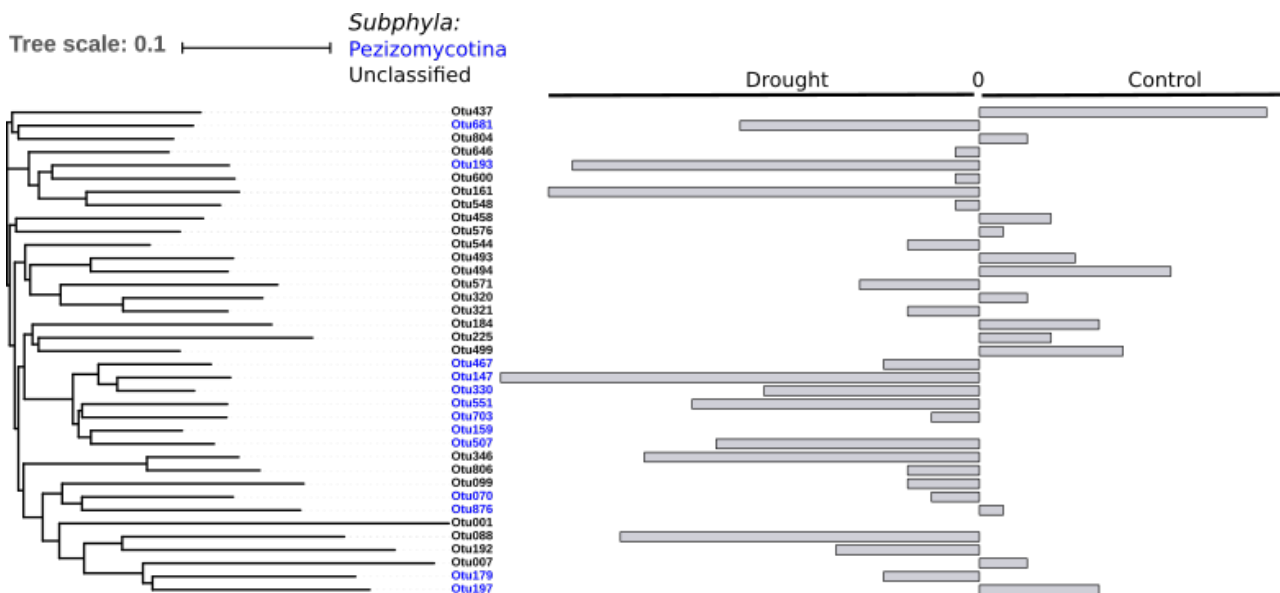 Subphyla:
Tree scale: 0.1
Pezizomycotina
Unclassified
Drought 0 Control
Otu437
Otu681
Otu804
Otu646
Otu193
Otu600
Otu161
Otu548
Otu458
Otu576
Otu544
Otu493
Otu494
Otu571
Otu320
Otu321
Otu184
Otu225
Otu499
Otu467
Otu147
Otu330
Otu551
Otu703
Otu159
Otu507
Otu346
Otu806
Otu099
Otu070
Otu876
Otu001
Otu088
Otu192
Otu007
Otu179
Otu197